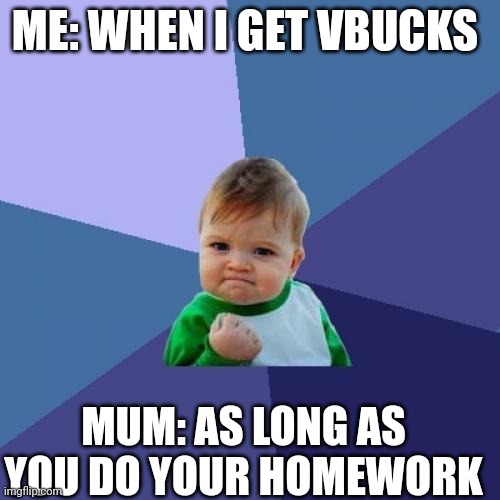 ME: WHEN I GET VBUCKS
MUM: AS LONG AS
YOU DO YOUR HOMEWORK
imgflip.com